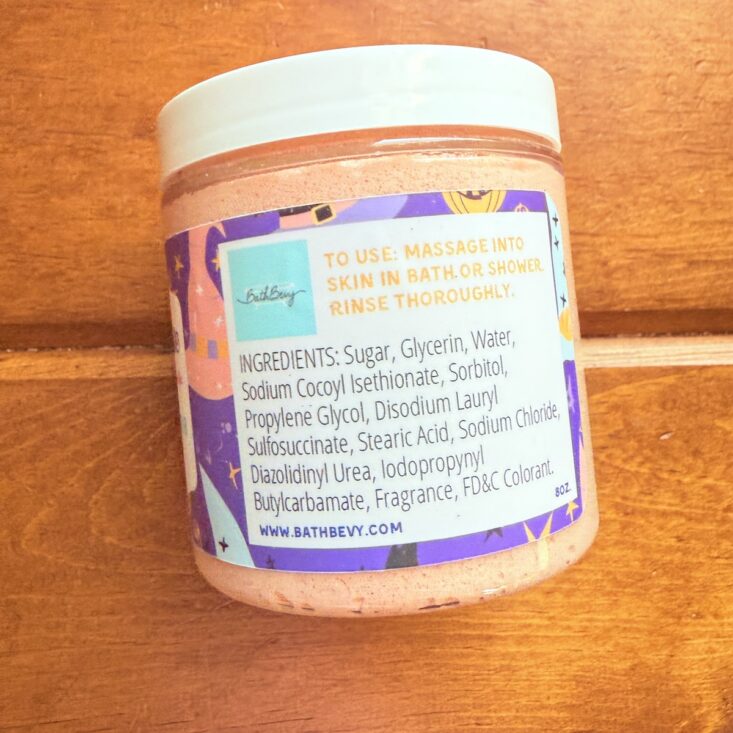 BathBevy
TO USE: MASSAGE INTO
SKIN IN BATH OR SHOWER.
RINSE THOROUGHLY.
INGREDIENTS: Sugar, Glycerin, Water,
Sodium Cocoyl Isethionate, Sorbitol,
Propylene Glycol, Disodium Lauryl
Sulfosuccinate, Stearic Acid, Sodium Chloride,
Diazolidinyl Urea, Iodopropynyl
Butylcarbamate, Fragrance, FD&C Colorant.
8OZ.
WWW.BATHBEVY.COM